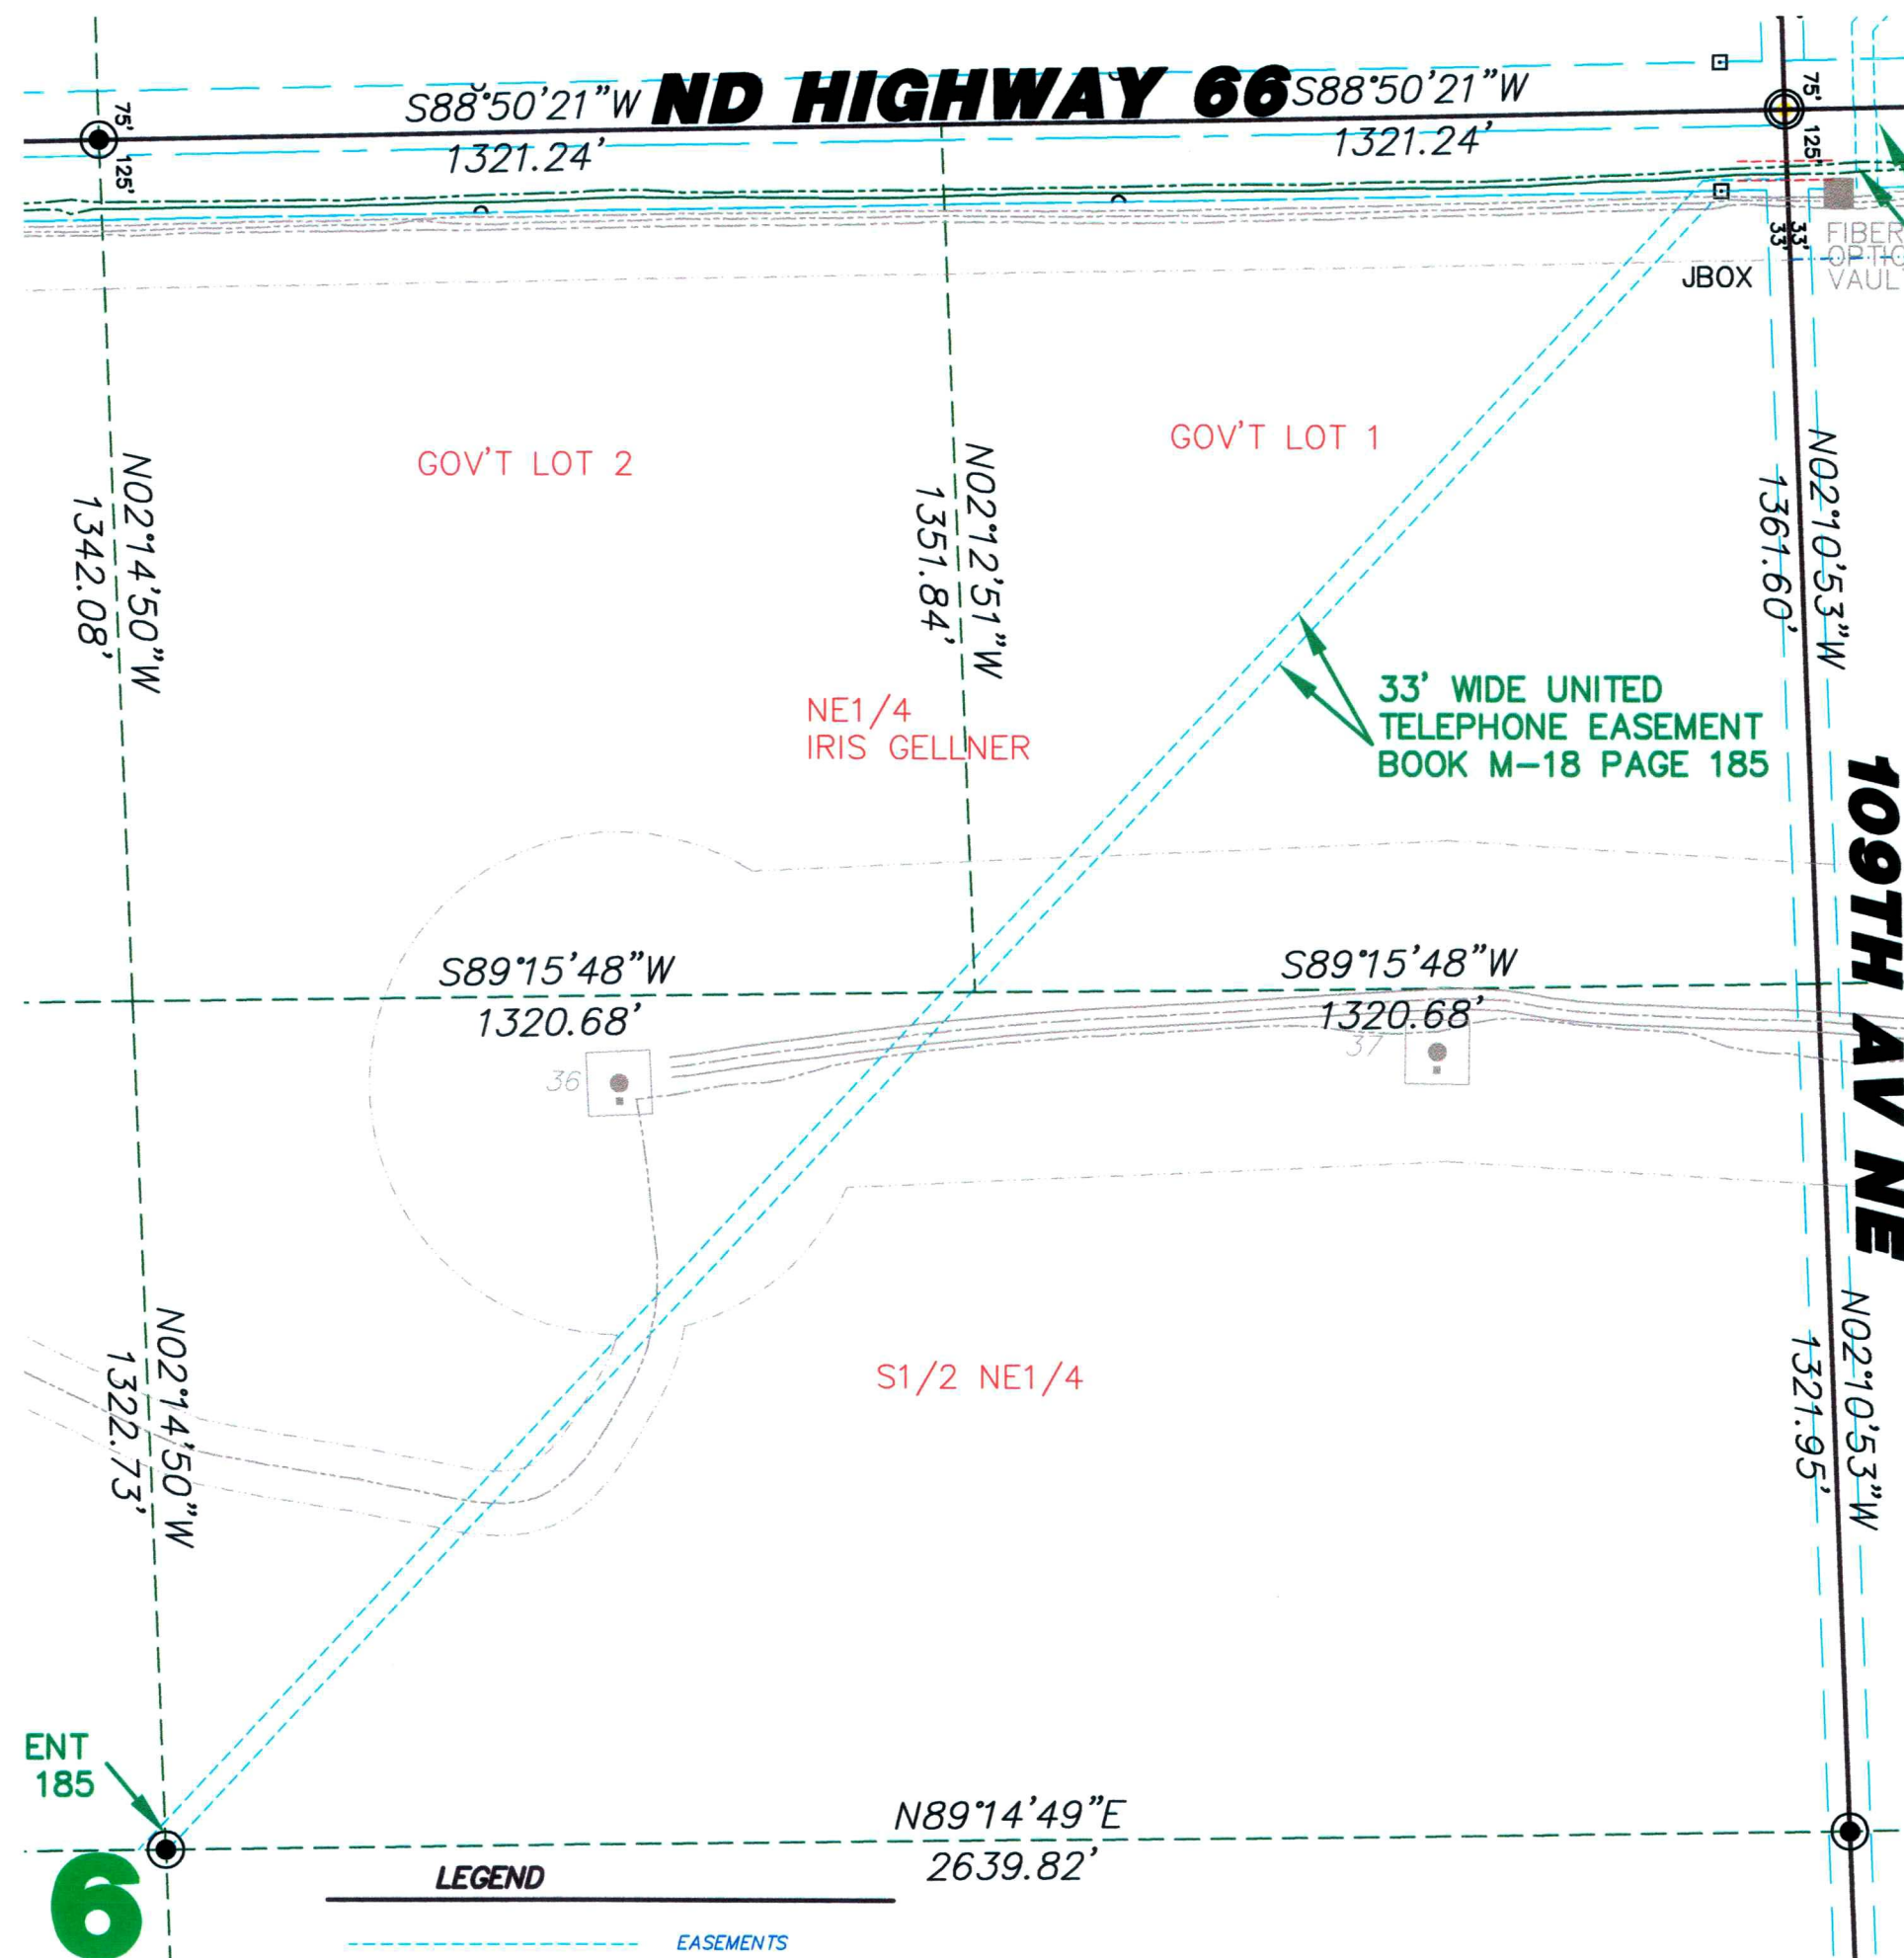 ND HIGHWAY 66
S88°50'21"W
1321.24'
S88°50'21"W
1321.24'
75'
125'
75'
125'
33'
33'
FIBER
JBOX
GOV'T LOT 2
GOV'T LOT 1
N02°14'50"W
1342.08'
N02°12'51"W
1351.84'
N02°10'53"W
1361.60'
NE1/4
IRIS GELLNER
33' WIDE UNITED
TELEPHONE EASEMENT
BOOK M-18 PAGE 185
109TH AV NE
S89°15'48"W
1320.68'
S89°15'48"W
1320.68'
36
37
S1/2 NE1/4
N02°14'50"W
1322.73'
N02°10'53"W
1321.95'
ENT
185
N89°14'49"E
2639.82'
6
LEGEND
EASEMENTS